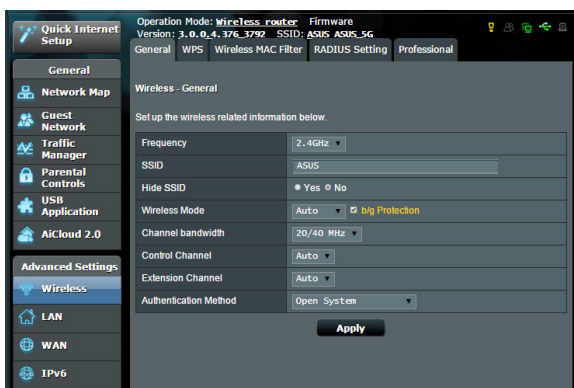 Quick Internet
Setup
General
Network Map
Guest
Network
Traffic
Manager
Parental
Controls
USB
Application
AiCloud 2.0
Advanced Settings
Wireless
LAN
WAN
IPv6
Operation Mode: Wireless router Firmware
Version: 3.0.0.4.376_3792 SSID: ASUS ASUS_5G
General WPS Wireless MAC Filter RADIUS Setting Professional
Wireless - General
Set up the wireless related information below.
Frequency 2.4GHz
SSID ASUS
Hide SSID Yes No
Wireless Mode Auto b/g Protection
Channel bandwidth 20/40 MHz
Control Channel Auto
Extension Channel Auto
Authentication Method Open System
Apply